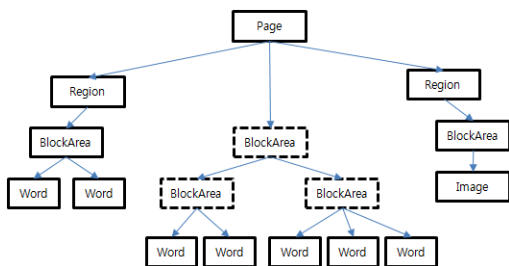 Page
Region
Region
BlockArea
BlockArea
BlockArea
Word Word
BlockArea
BlockArea
Image
Word Word
Word Word Word